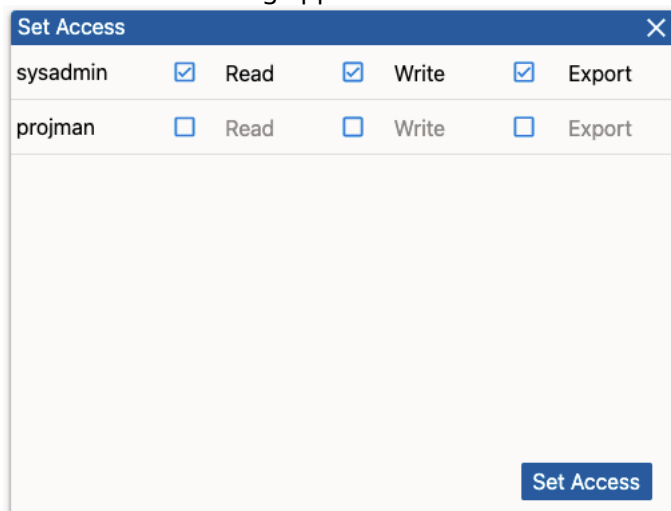 Set Access
sysadmin Read Write Export
projman Read Write Export
Set Access